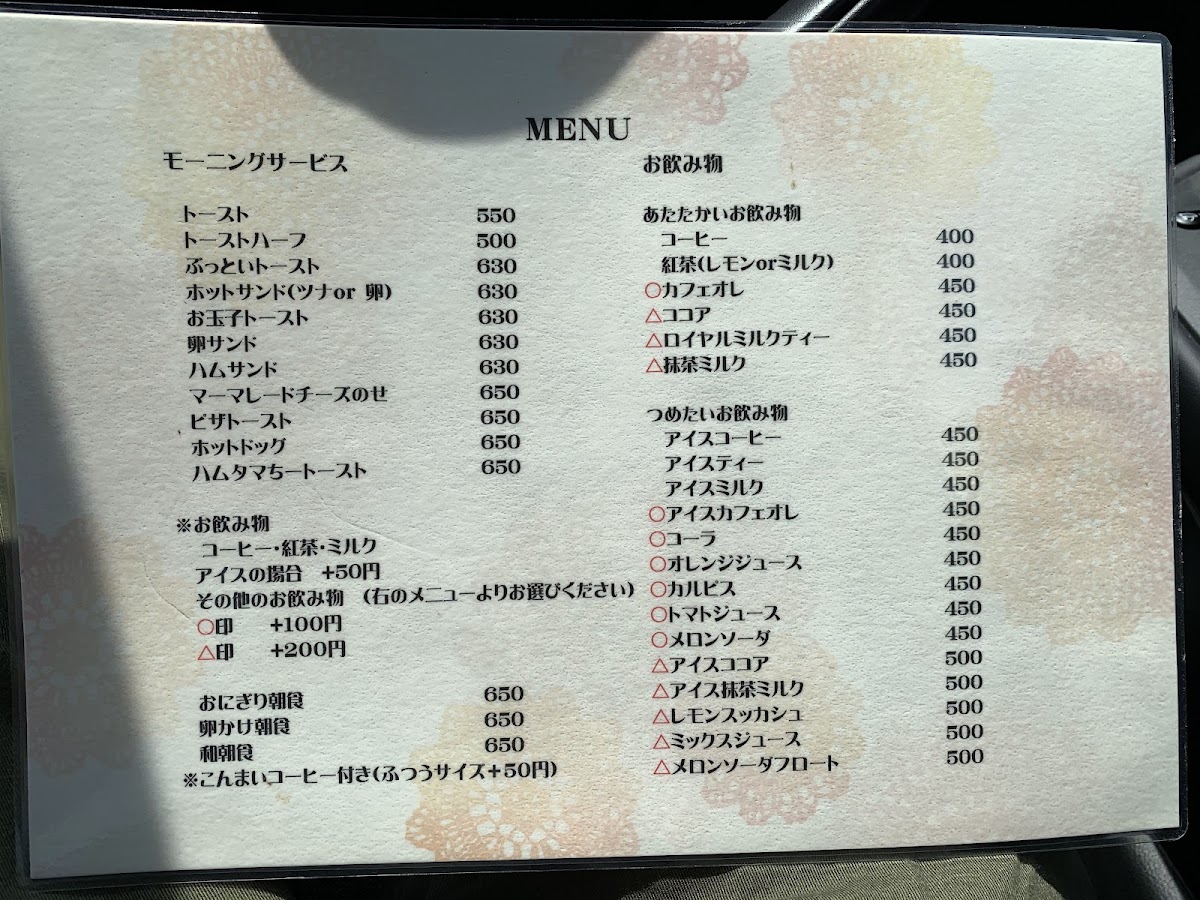 MENU
モーニングサービス
トースト 550
トーストハーフ 500
ぶっといトースト 630
ホットサンド(ツナor 卵) 630
お玉子トースト 630
卵サンド 630
ハムサンド 630
マーマレードチーズのせ 650
ピザトースト 650
ホットドッグ 650
ハムタマちートースト 650
※お飲み物
コーヒー・紅茶・ミルク
アイスの場合 +50円
その他のお飲み物 (右のメニューよりお選びください)
○印 +100円
△印 +200円
おにぎり朝食 650
卵かけ朝食 650
和朝食 650
※こんまいコーヒー付き(ふつうサイズ+50円)
お飲み物
あたたかいお飲み物
コーヒー 400
紅茶(レモンorミルク) 400
○カフェオレ 450
△ココア 450
△ロイヤルミルクティー 450
△抹茶ミルク 450
つめたいお飲み物
アイスコーヒー 450
アイスティー 450
アイスミルク 450
○アイスカフェオレ 450
○コーラ 450
○オレンジジュース 450
○カルピス 450
○トマトジュース 450
○メロンソーダ 450
△アイスココア 500
△アイス抹茶ミルク 500
△レモンスッカシュ 500
△ミックスジュース 500
△メロンソーダフロート 500